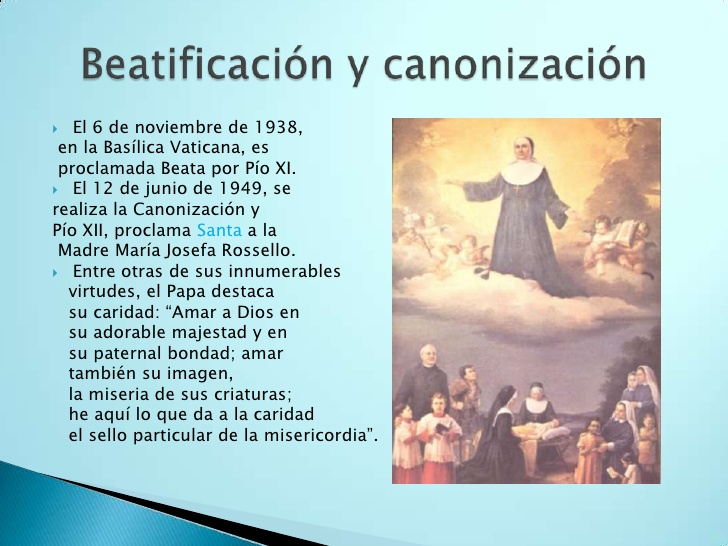 Beatificación y canonización
El 6 de noviembre de 1938,
en la Basílica Vaticana, es
proclamada Beata por Pío XI.
El 12 de junio de 1949, se
realiza la Canonización y
Pío XII, proclama Santa a la
Madre María Josefa Rossello.
Entre otras de sus innumerables
virtudes, el Papa destaca
su caridad: “Amar a Dios en
su adorable majestad y en
su paternal bondad; amar
también su imagen,
la miseria de sus criaturas;
he aquí lo que da a la caridad
el sello particular de la misericordia”.